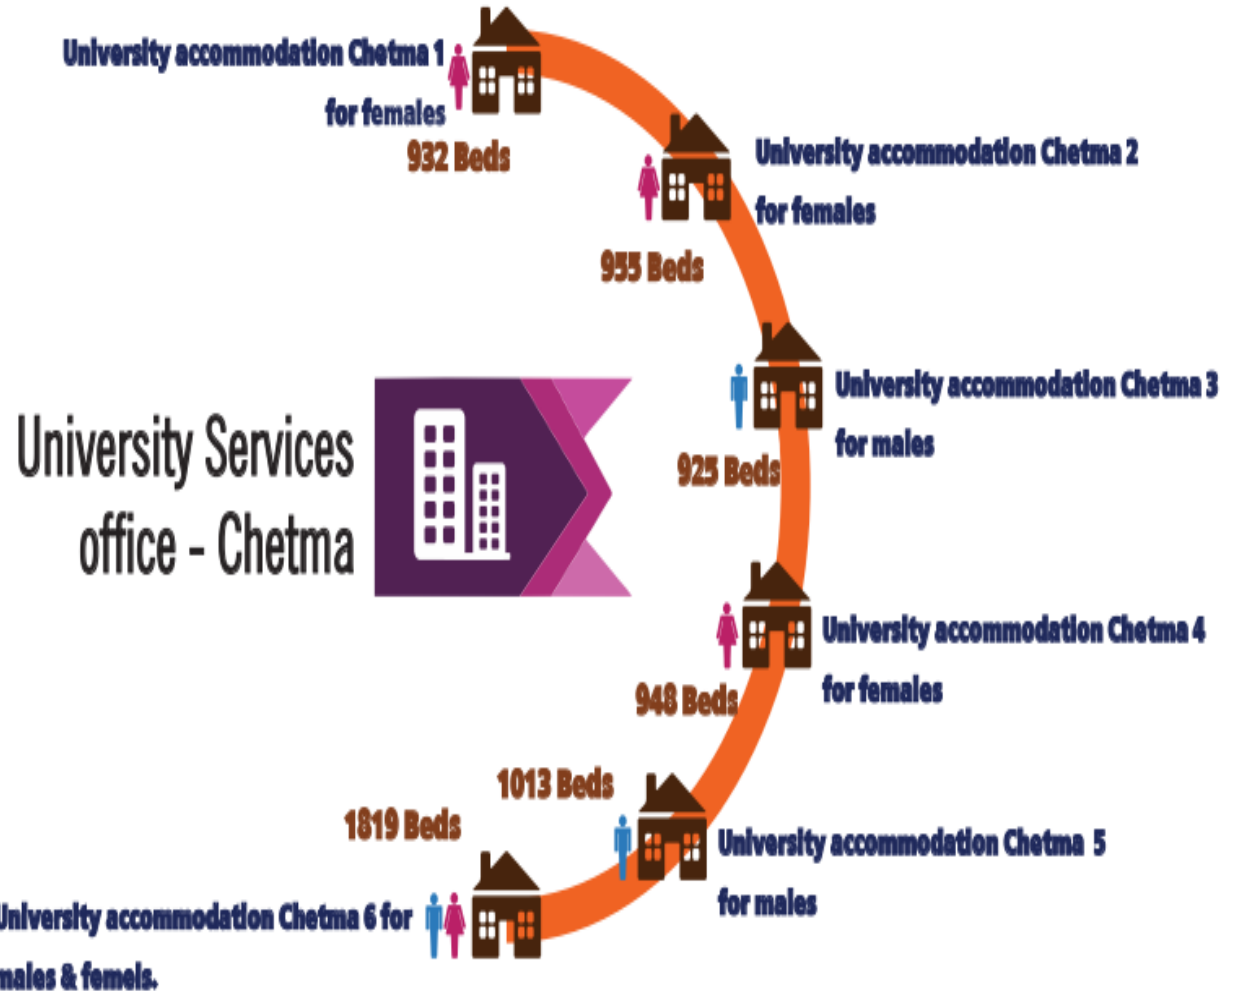 University accommodation Chetma 1
for females
932 Beds
University accommodation Chetma 2
for females
955 Beds
University accommodation Chetma 3
for males
925 Beds
University Services
office - Chetma
University accommodation Chetma 4
for females
948 Beds
1013 Beds
University accommodation Chetma 5
for males
1819 Beds
University accommodation Chetma 6 for
males & femels.